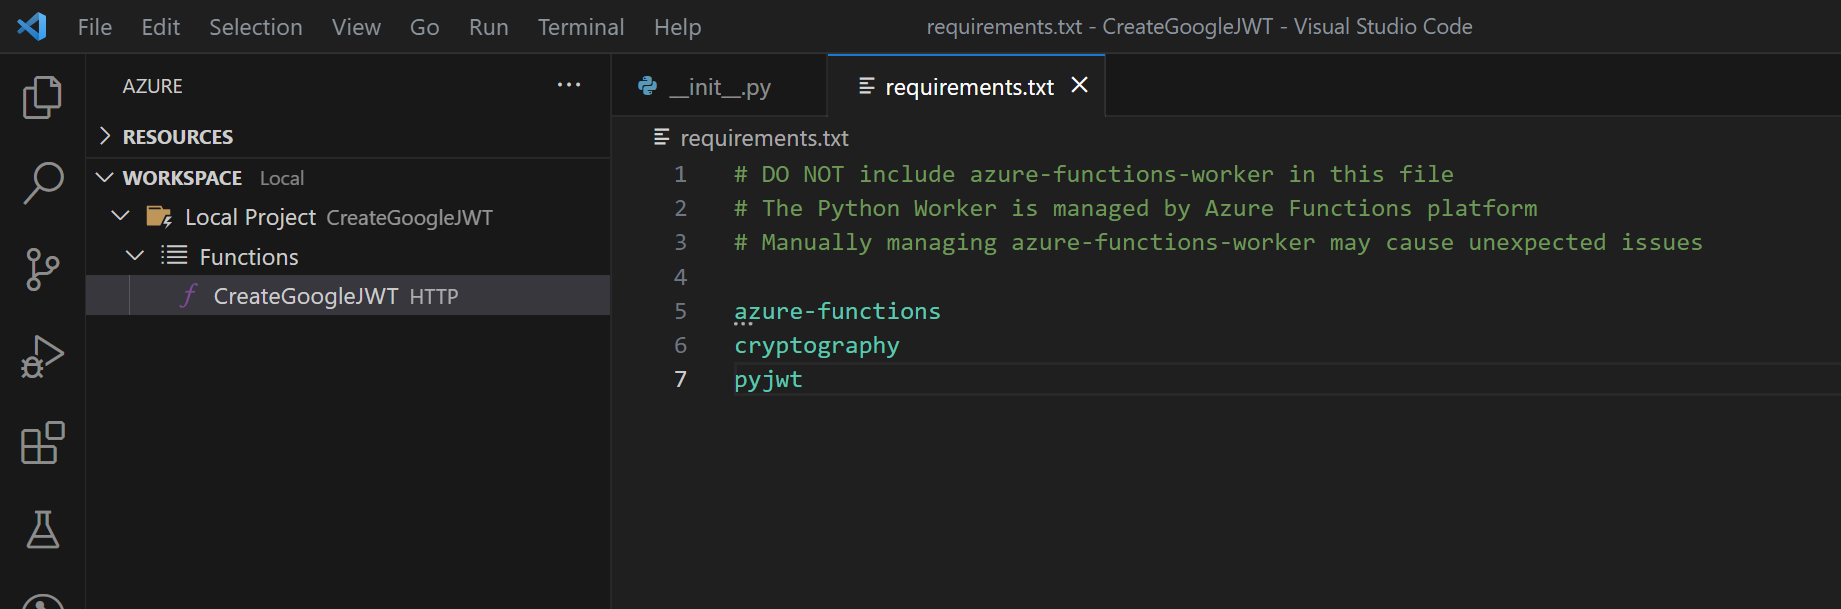 File Edit Selection View Go Run Terminal Help
requirements.txt - CreateGoogleJWT - Visual Studio Code
AZURE
RESOURCES
WORKSPACE Local
Local Project CreateGoogleJWT
Functions
CreateGoogleJWT HTTP
__init__.py
requirements.txt
requirements.txt
1 # DO NOT include azure-functions-worker in this file
2 # The Python Worker is managed by Azure Functions platform
3 # Manually managing azure-functions-worker may cause unexpected issues
4
5 azure-functions
6 cryptography
7 pyjwt